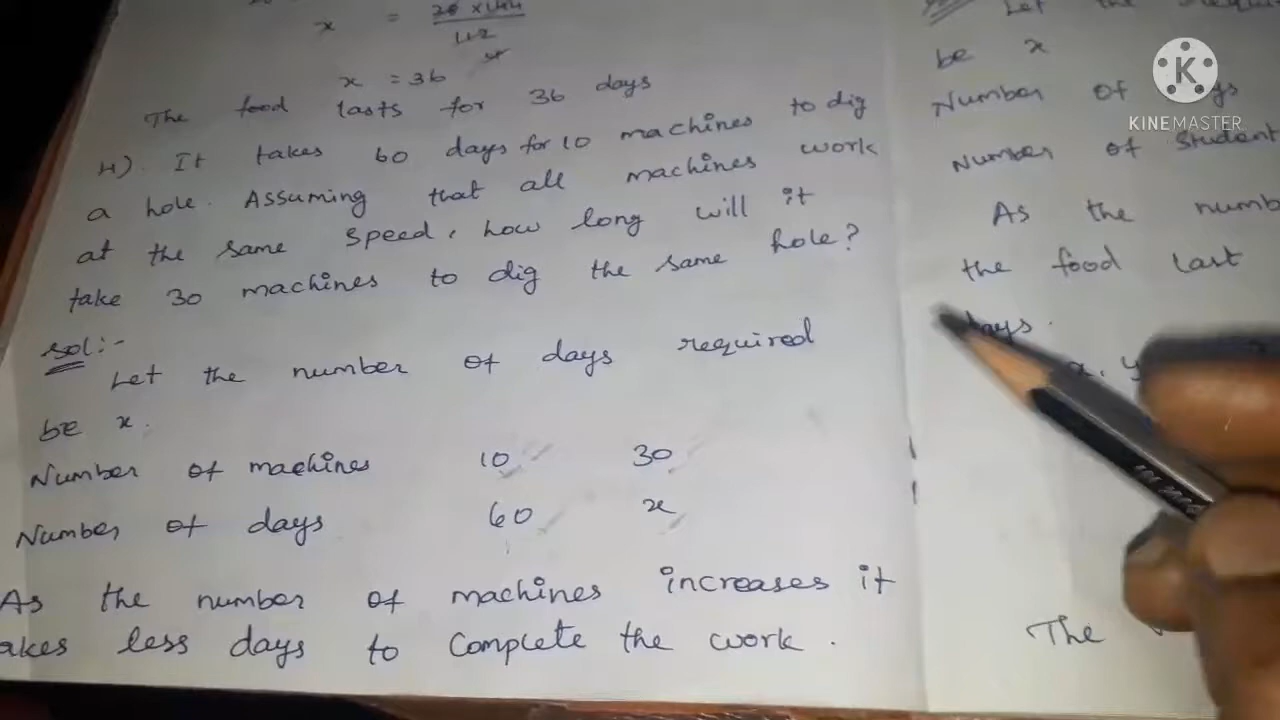 x =
x = 36
The food lasts for 36 days
4). It takes 60 days for 10 machines to dig
a hole. Assuming that all machines work
at the same speed, how long will it
take 30 machines to dig the same hole?
Sol:-
Let the number of days required
be x.
Number of machines 10 30
Number of days 60 x
As the number of machines increases it
akes less days to complete the work.
Let the
be x
Number of
Number of student
As the numb
the food last
days.
x, y
The
K
KINEMASTER